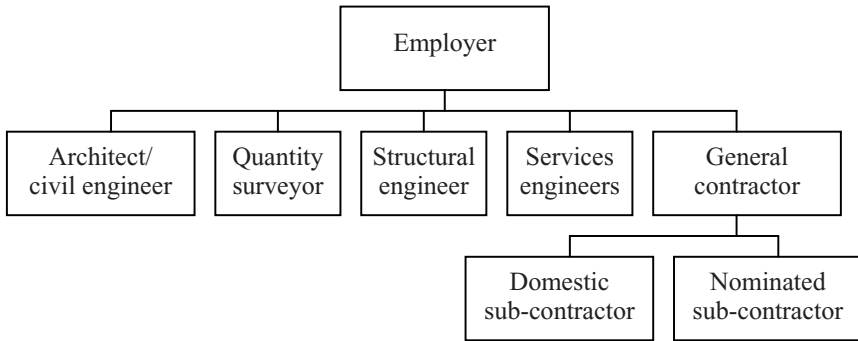 Employer
Architect/
civil engineer
Quantity
surveyor
Structural
engineer
Services
engineers
General
contractor
Domestic
sub-contractor
Nominated
sub-contractor